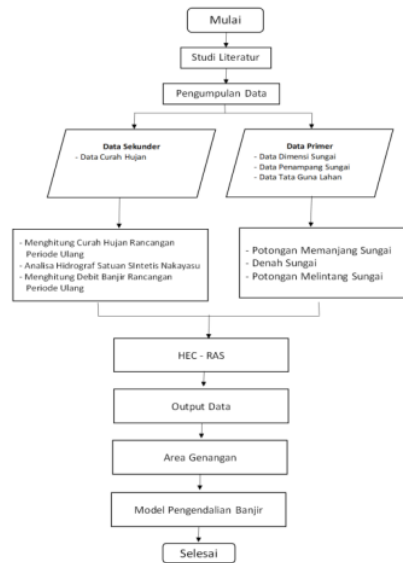 Mulai
Studi Literatur
Pengumpulan Data
Data Sekunder
- Data Curah Hujan
Data Primer
- Data Dimensi Sungai
- Data Penampang Sungai
- Data Tata Guna Lahan
- Menghitung Curah Hujan Rancangan
Periode Ulang
- Analisa Hidrograf Satuan SIntetis Nakayasu
- Menghitung Debit Banjir Rancangan
Periode Ulang
- Potongan Memanjang Sungai
- Denah Sungai
- Potongan Melintang Sungai
HEC - RAS
Output Data
Area Genangan
Model Pengendalian Banjir
Selesai